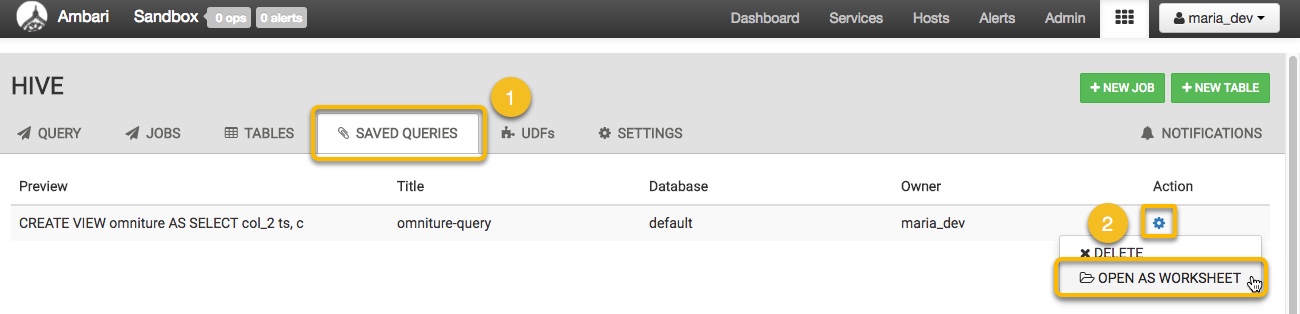 Ambari Sandbox 0 ops 0 alerts Dashboard Services Hosts Alerts Admin maria_dev
HIVE 1 + NEW JOB + NEW TABLE
QUERY JOBS TABLES SAVED QUERIES UDFs SETTINGS NOTIFICATIONS
Preview Title Database Owner Action
CREATE VIEW omniture AS SELECT col_2 ts, c omniture-query default maria_dev 2
DELETE
OPEN AS WORKSHEET